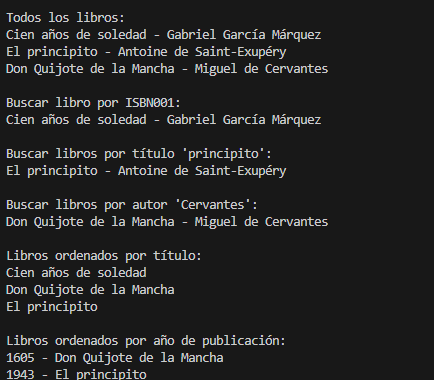 Todos los libros:
Cien años de soledad - Gabriel García Márquez
El principito - Antoine de Saint-Exupéry
Don Quijote de la Mancha - Miguel de Cervantes

Buscar libro por ISBN001:
Cien años de soledad - Gabriel García Márquez

Buscar libros por título 'principito':
El principito - Antoine de Saint-Exupéry

Buscar libros por autor 'Cervantes':
Don Quijote de la Mancha - Miguel de Cervantes

Libros ordenados por título:
Cien años de soledad
Don Quijote de la Mancha
El principito

Libros ordenados por año de publicación:
1605 - Don Quijote de la Mancha
1943 - El principito